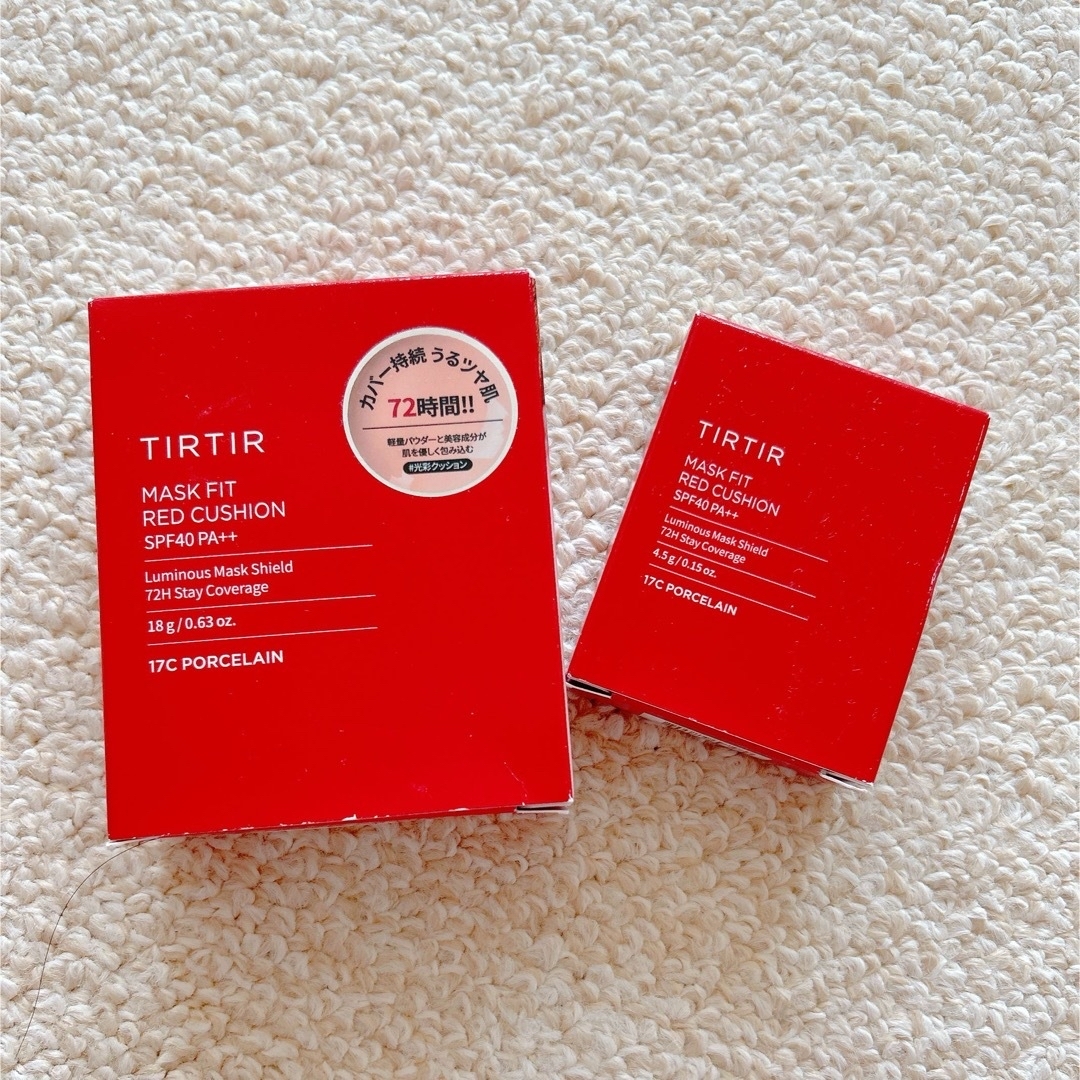 TIRTIR
MASK FIT
RED CUSHION
SPF40 PA++
Luminous Mask Shield
72H Stay Coverage
18 g / 0.63 oz.
17C PORCELAIN
カバー持続 うるツヤ肌
72時間!!
軽量パウダーと美容成分が
肌を優しく包み込む
#光彩クッション
TIRTIR
MASK FIT
RED CUSHION
SPF40 PA++
Luminous Mask Shield
72H Stay Coverage
4.5 g / 0.15 oz.
17C PORCELAIN